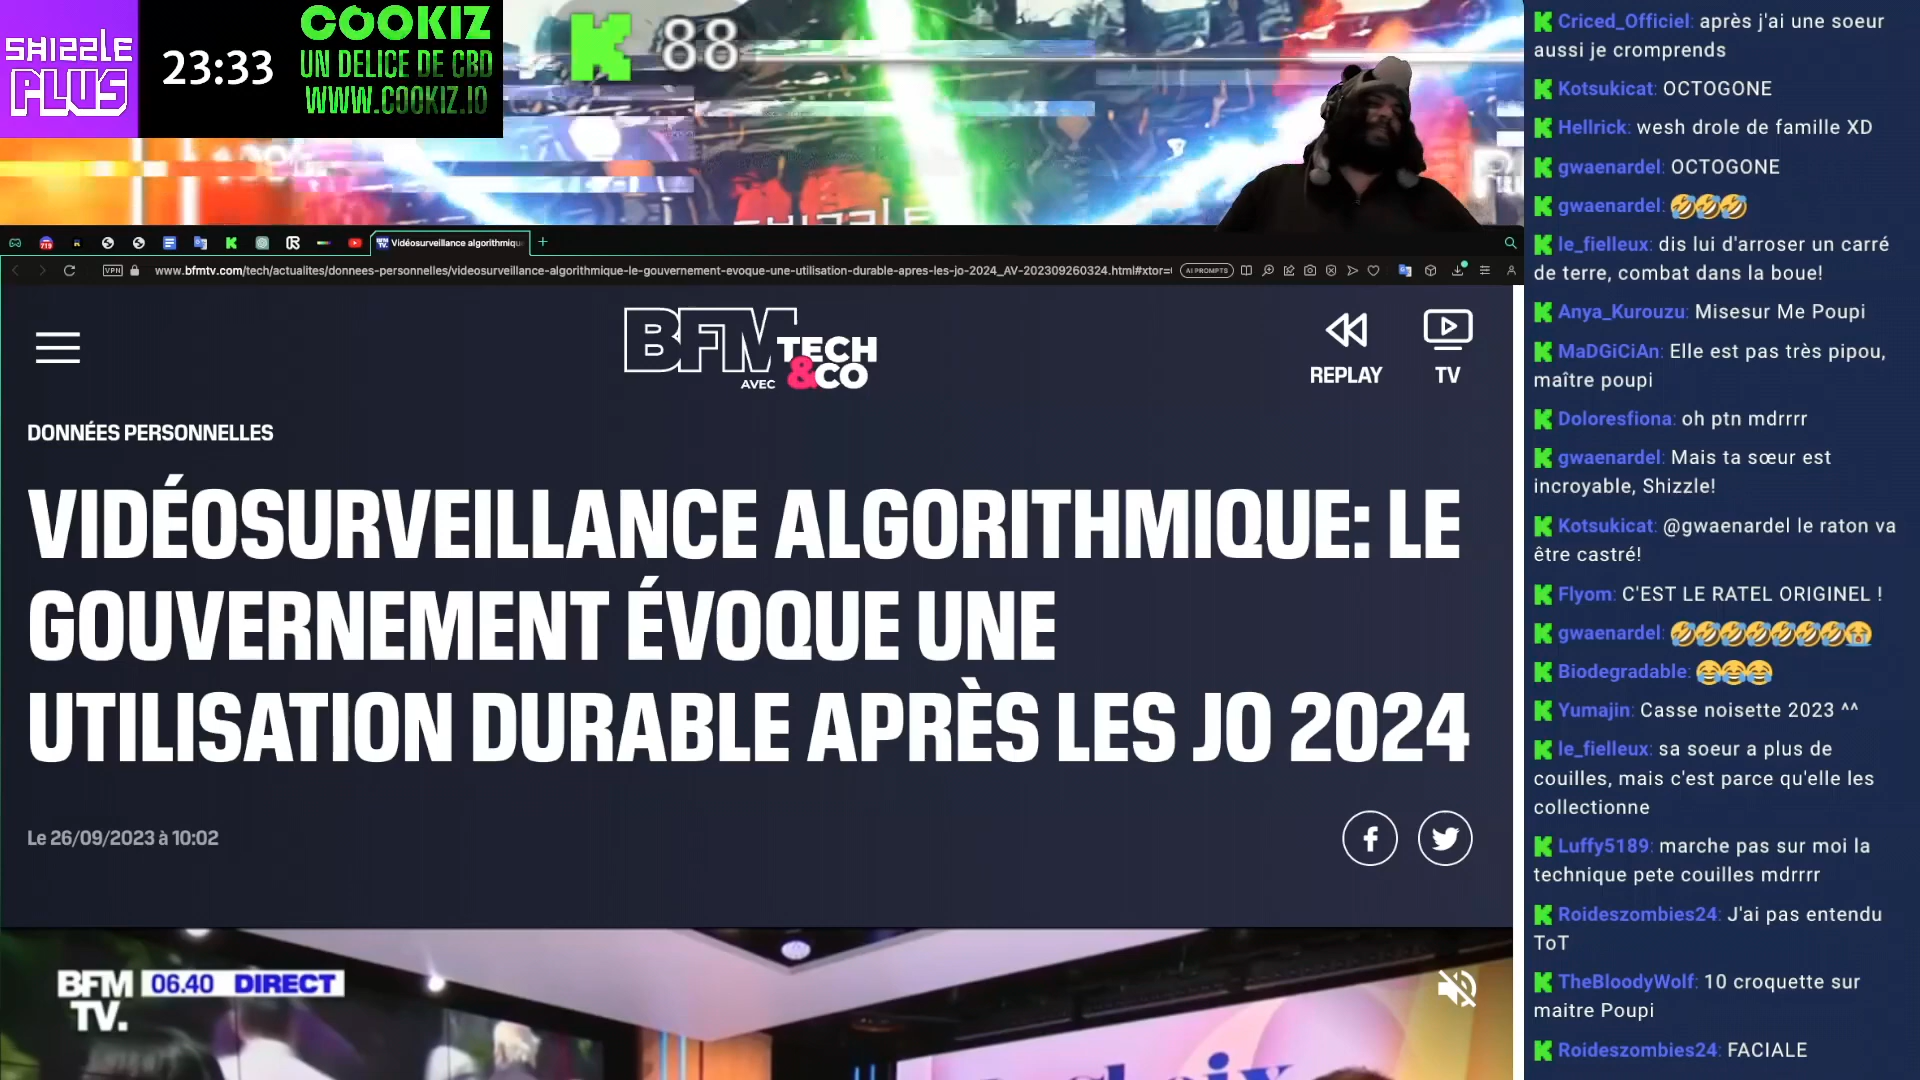 SHIZZLE
PLUS
23:33
COOKIZ
UN DELICE DE CBD
WWW.COOKIZ.IO
88
Vidéosurveillance algorithmiqu
VPN
www.bfmtv.com/tech/actualites/donnees-personnelles/videosurveillance-algorithmique-le-gouvernement-evoque-une-utilisation-durable-apres-les-jo-2024_AV-202309260324.html#xtor=
AI PROMPTS
BFM TECH
AVEC &CO
REPLAY
TV
DONNÉES PERSONNELLES
VIDÉOSURVEILLANCE ALGORITHMIQUE: LE
GOUVERNEMENT ÉVOQUE UNE
UTILISATION DURABLE APRÈS LES JO 2024
Le 26/09/2023 à 10:02
BFM 06.40 DIRECT
TV.
Criced_Officiel: après j'ai une soeur
aussi je cromprends
Kotsukicat: OCTOGONE
Hellrick: wesh drole de famille XD
gwaenardel: OCTOGONE
gwaenardel: 🤣🤣🤣
le_fielleux: dis lui d'arroser un carré
de terre, combat dans la boue!
Anya_Kurouzu: Misesur Me Poupi
MaDGiCiAn: Elle est pas très pipou,
maître poupi
Doloresfiona: oh ptn mdrrrr
gwaenardel: Mais ta sœur est
incroyable, Shizzle!
Kotsukicat: @gwaenardel le raton va
être castré!
Flyom: C'EST LE RATEL ORIGINEL !
gwaenardel: 🤣🤣🤣🤣🤣🤣🤣😭
Biodegradable: 😂😂😂
Yumajin: Casse noisette 2023 ^^
le_fielleux: sa soeur a plus de
couilles, mais c'est parce qu'elle les
collectionne
Luffy5189: marche pas sur moi la
technique pete couilles mdrrrr
Roideszombies24: J'ai pas entendu
ToT
TheBloodyWolf: 10 croquette sur
maitre Poupi
Roideszombies24: FACIALE